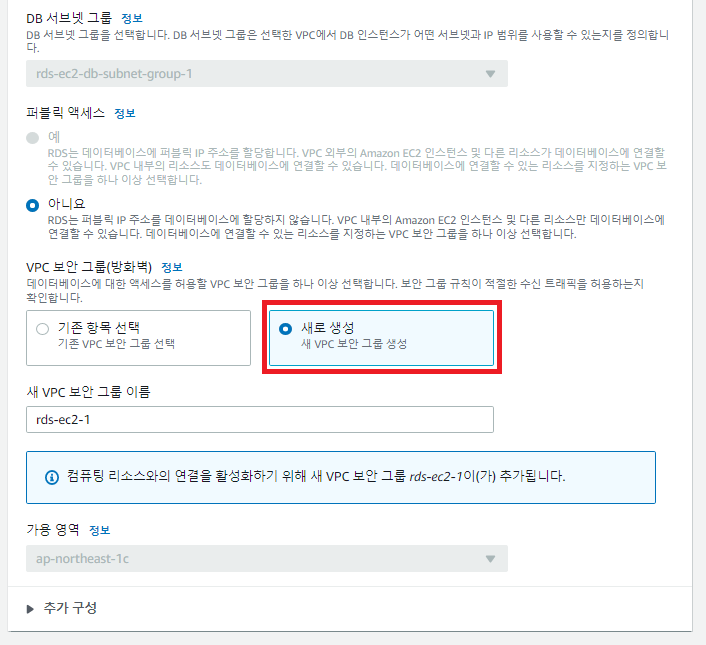 DB 서브넷 그룹 정보
DB 서브넷 그룹을 선택합니다. DB 서브넷 그룹은 선택한 VPC에서 DB 인스턴스가 어떤 서브넷과 IP 범위를 사용할 수 있는지를 정의합니
다.
rds-ec2-db-subnet-group-1
퍼블릭 액세스 정보
예
RDS는 데이터베이스에 퍼블릭 IP 주소를 할당합니다. VPC 외부의 Amazon EC2 인스턴스 및 다른 리소스가 데이터베이스에 연결할
수 있습니다. VPC 내부의 리소스도 데이터베이스에 연결할 수 있습니다. 데이터베이스에 연결할 수 있는 리소스를 지정하는 VPC 보
안 그룹을 하나 이상 선택합니다.
아니요
RDS는 퍼블릭 IP 주소를 데이터베이스에 할당하지 않습니다. VPC 내부의 Amazon EC2 인스턴스 및 다른 리소스만 데이터베이스에
연결할 수 있습니다. 데이터베이스에 연결할 수 있는 리소스를 지정하는 VPC 보안 그룹을 하나 이상 선택합니다.
VPC 보안 그룹(방화벽) 정보
데이터베이스에 대한 액세스를 허용할 VPC 보안 그룹을 하나 이상 선택합니다. 보안 그룹 규칙이 적절한 수신 트래픽을 허용하는지
확인합니다.
기존 항목 선택
기존 VPC 보안 그룹 선택
새로 생성
새 VPC 보안 그룹 생성
새 VPC 보안 그룹 이름
rds-ec2-1
컴퓨팅 리소스와의 연결을 활성화하기 위해 새 VPC 보안 그룹 rds-ec2-1이(가) 추가됩니다.
가용 영역 정보
ap-northeast-1c
추가 구성